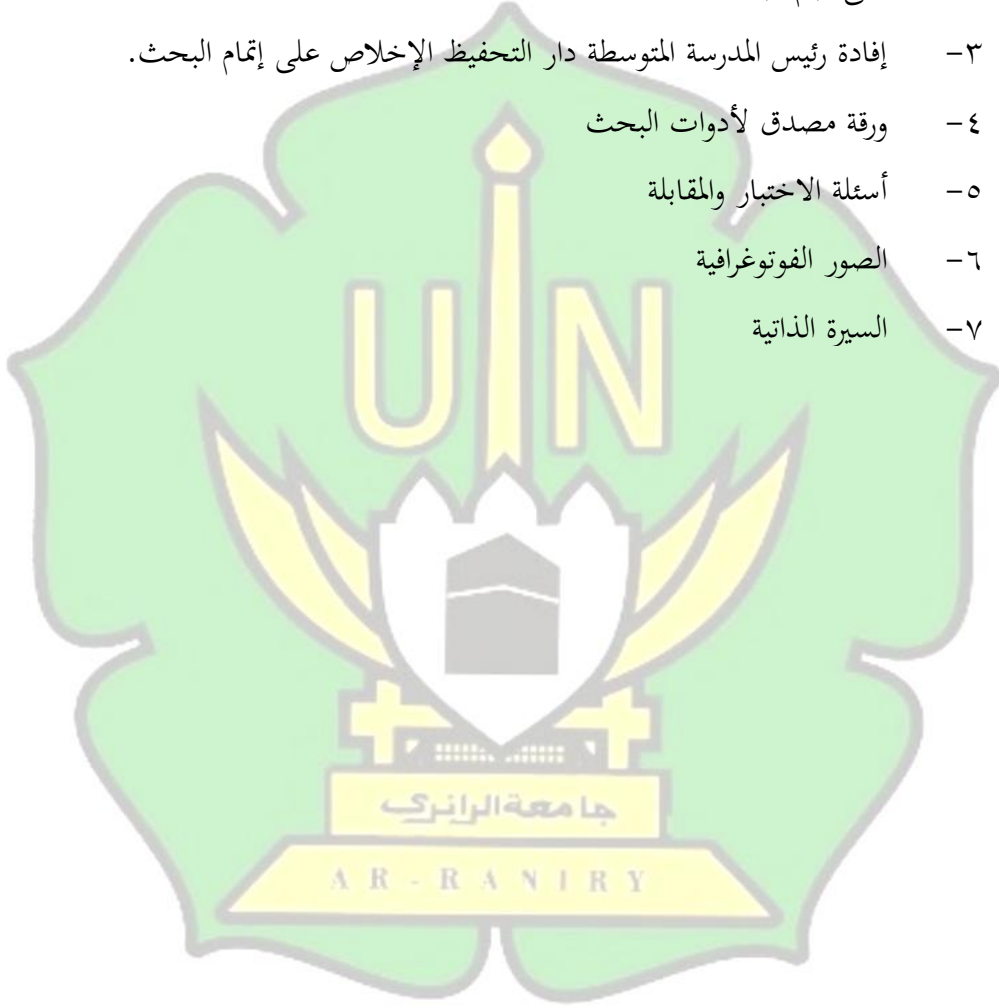 ٣- إفادة رئيس المدرسة المتوسطة دار التحفيظ الإخلاص على إتمام البحث.
٤- ورقة مصدق لأدوات البحث
٥- أسئلة الاختبار والمقابلة
٦- الصور الفوتوغرافية
٧- السيرة الذاتية
UIN
جامعة الرانري
AR-RANIRY